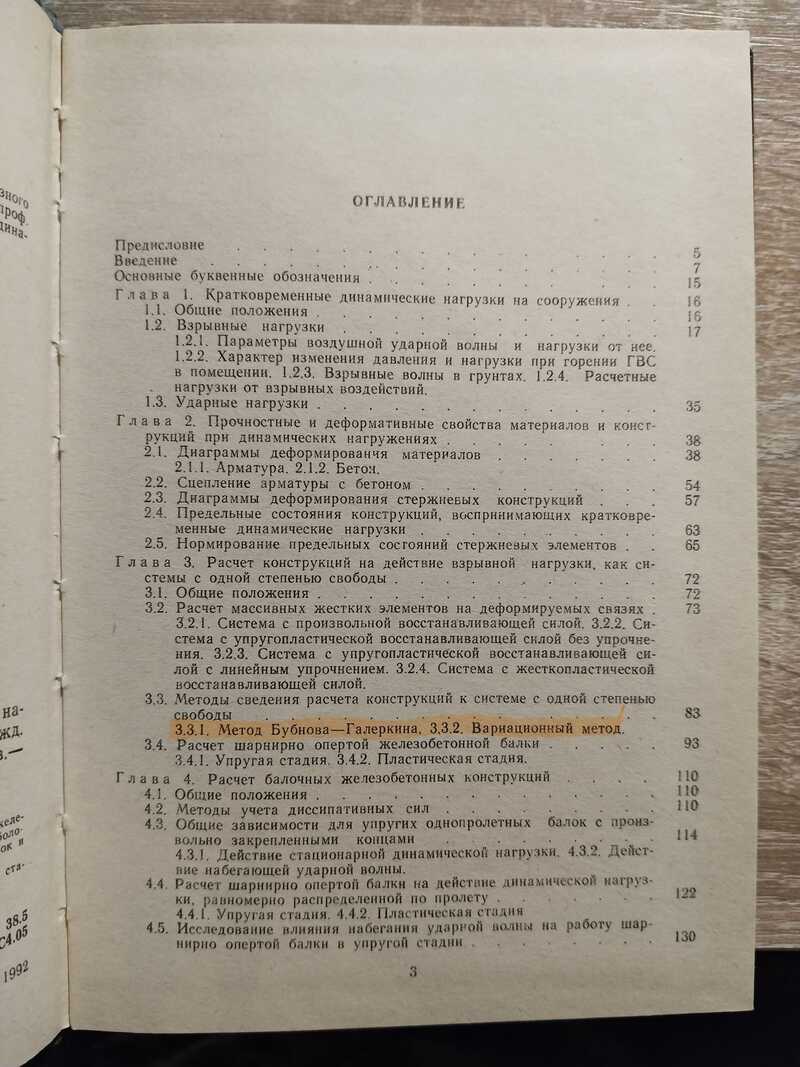 ОГЛАВЛЕНИЕ
Предисловие . . . . . . . . . . . . . . . . 5
Введение . . . . . . . . . . . . . . . . 7
Основные буквенные обозначения . . . . . . . . . . . 15
Глава 1. Кратковременные динамические нагрузки на сооружения . . 16
1.1. Общие положения . . . . . . . . . . . . . 16
1.2. Взрывные нагрузки . . . . . . . . . . . . 17
1.2.1. Параметры воздушной ударной волны и нагрузки от нее.
1.2.2. Характер изменения давления и нагрузки при горении ГВС
в помещении. 1.2.3. Взрывные волны в грунтах. 1.2.4. Расчетные
нагрузки от взрывных воздействий.
1.3. Ударные нагрузки . . . . . . . . . . . . . 35
Глава 2. Прочностные и деформативные свойства материалов и конст-
рукций при динамических нагружениях . . . . . . . . 38
2.1. Диаграммы деформирования материалов . . . . . . . 38
2.1.1. Арматура. 2.1.2. Бетон.
2.2. Сцепление арматуры с бетоном . . . . . . . . . 54
2.3. Диаграммы деформирования стержневых конструкций . . . 57
2.4. Предельные состояния конструкций, воспринимающих кратковре-
менные динамические нагрузки . . . . . . . . . 63
2.5. Нормирование предельных состояний стержневых элементов . . 65
Глава 3. Расчет конструкций на действие взрывной нагрузки, как си-
стемы с одной степенью свободы . . . . . . . . . . 72
3.1. Общие положения . . . . . . . . . . . . . 72
3.2. Расчет массивных жестких элементов на деформируемых связях . 73
3.2.1. Система с произвольной восстанавливающей силой. 3.2.2. Си-
стема с упругопластической восстанавливающей силой без упрочне-
ния. 3.2.3. Система с упругопластической восстанавливающей си-
лой с линейным упрочнением. 3.2.4. Система с жесткопластической
восстанавливающей силой.
3.3. Методы сведения расчета конструкций к системе с одной степенью
свободы . . . . . . . . . . . . . . . 83
3.3.1. Метод Бубнова—Галеркина. 3.3.2. Вариационный метод.
3.4. Расчет шарнирно опертой железобетонной балки . . . . . 93
3.4.1. Упругая стадия. 3.4.2. Пластическая стадия.
Глава 4. Расчет балочных железобетонных конструкций . . . . 110
4.1. Общие положения . . . . . . . . . . . . . 110
4.2. Методы учета диссипативных сил . . . . . . . . 110
4.3. Общие зависимости для упругих однопролетных балок с произ-
вольно закрепленными концами . . . . . . . . 114
4.3.1. Действие стационарной динамической нагрузки. 4.3.2. Дейст-
вие набегающей ударной волны.
4.4. Расчет шарнирно опертой балки на действие динамической нагруз-
ки, равномерно распределенной по пролету . . . . . . 122
4.4.1. Упругая стадия. 4.4.2. Пластическая стадия
4.5. Исследование влияния набегания ударной волны на работу шар-
нирно опертой балки в упругой стадии . . . . . . . 130
3
зного
проф.
дина-
на-
жд.
в.—
ок и
ста-
38.5
С4.05
1992